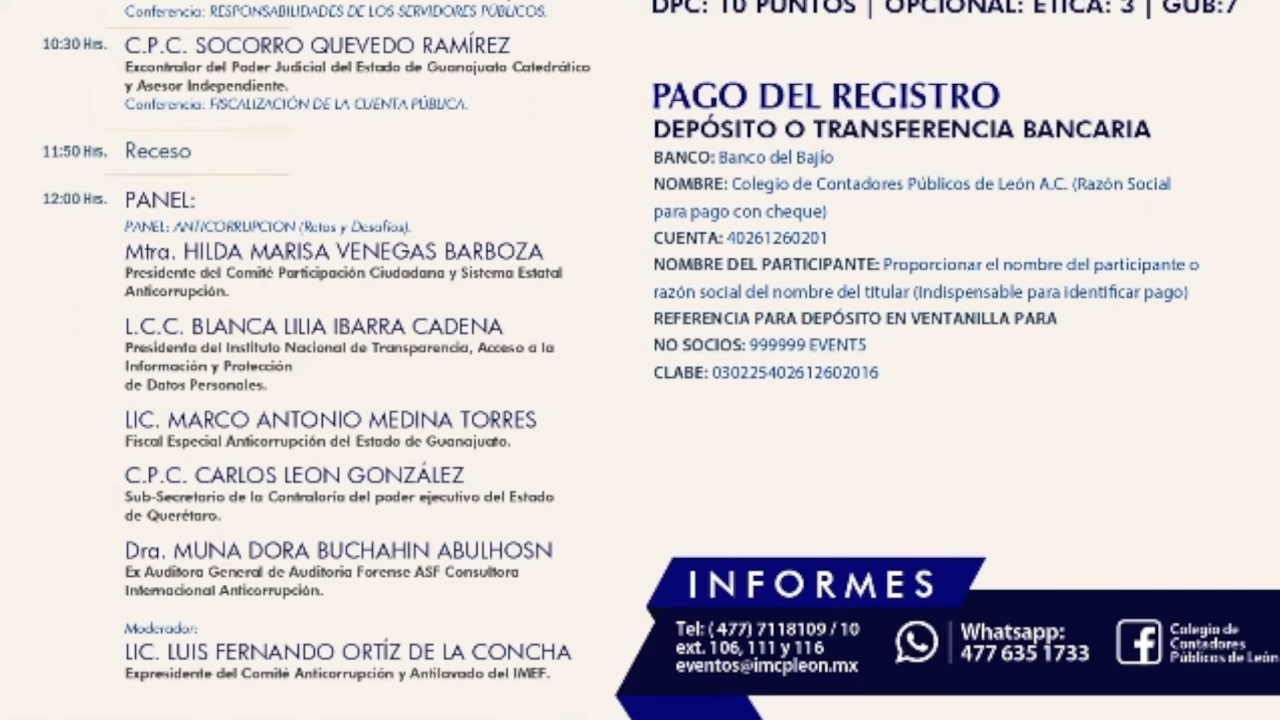 Conferencia: RESPONSABILIDADES DE LOS SERVIDORES PÚBLICOS.
10:30 Hrs. C.P.C. SOCORRO QUEVEDO RAMÍREZ
Excontralor del Poder Judicial del Estado de Guanajuato Catedrático
y Asesor Independiente.
Conferencia: FISCALIZACIÓN DE LA CUENTA PÚBLICA.
11:50 Hrs. Receso
12:00 Hrs. PANEL:
PANEL: ANTICORRUPCION (Retos y Desafíos).
Mtra. HILDA MARISA VENEGAS BARBOZA
Presidente del Comité Participación Ciudadana y Sistema Estatal
Anticorrupción.
L.C.C. BLANCA LILIA IBARRA CADENA
Presidenta del Instituto Nacional de Transparencia, Acceso a la
Información y Protección
de Datos Personales.
LIC. MARCO ANTONIO MEDINA TORRES
Fiscal Especial Anticorrupción del Estado de Guanajuato.
C.P.C. CARLOS LEON GONZÁLEZ
Sub-Secretario de la Contraloría del poder ejecutivo del Estado
de Querétaro.
Dra. MUNA DORA BUCHAHIN ABULHOSN
Ex Auditora General de Auditoria Forense ASF Consultora
Internacional Anticorrupción.
Moderador:
LIC. LUIS FERNANDO ORTÍZ DE LA CONCHA
Expresidente del Comité Anticorrupción y Antilavado del IMEF.
DPC: 10 PUNTOS | OPCIONAL: ETICA: 3 | GUB:7
PAGO DEL REGISTRO
DEPÓSITO O TRANSFERENCIA BANCARIA
BANCO: Banco del Bajío
NOMBRE: Colegio de Contadores Públicos de León A.C. (Razón Social
para pago con cheque)
CUENTA: 40261260201
NOMBRE DEL PARTICIPANTE: Proporcionar el nombre del participante o
razón social del nombre del titular (Indispensable para identificar pago)
REFERENCIA PARA DEPÓSITO EN VENTANILLA PARA
NO SOCIOS: 999999 EVENTS
CLABE: 030225402612602016
INFORMES
Tel: (477) 7118109 / 10
ext. 106, 111 y 116
eventos@imcpleon.mx
Whatsapp:
477 635 1733
Colegio de
Contadores
Públicos de León